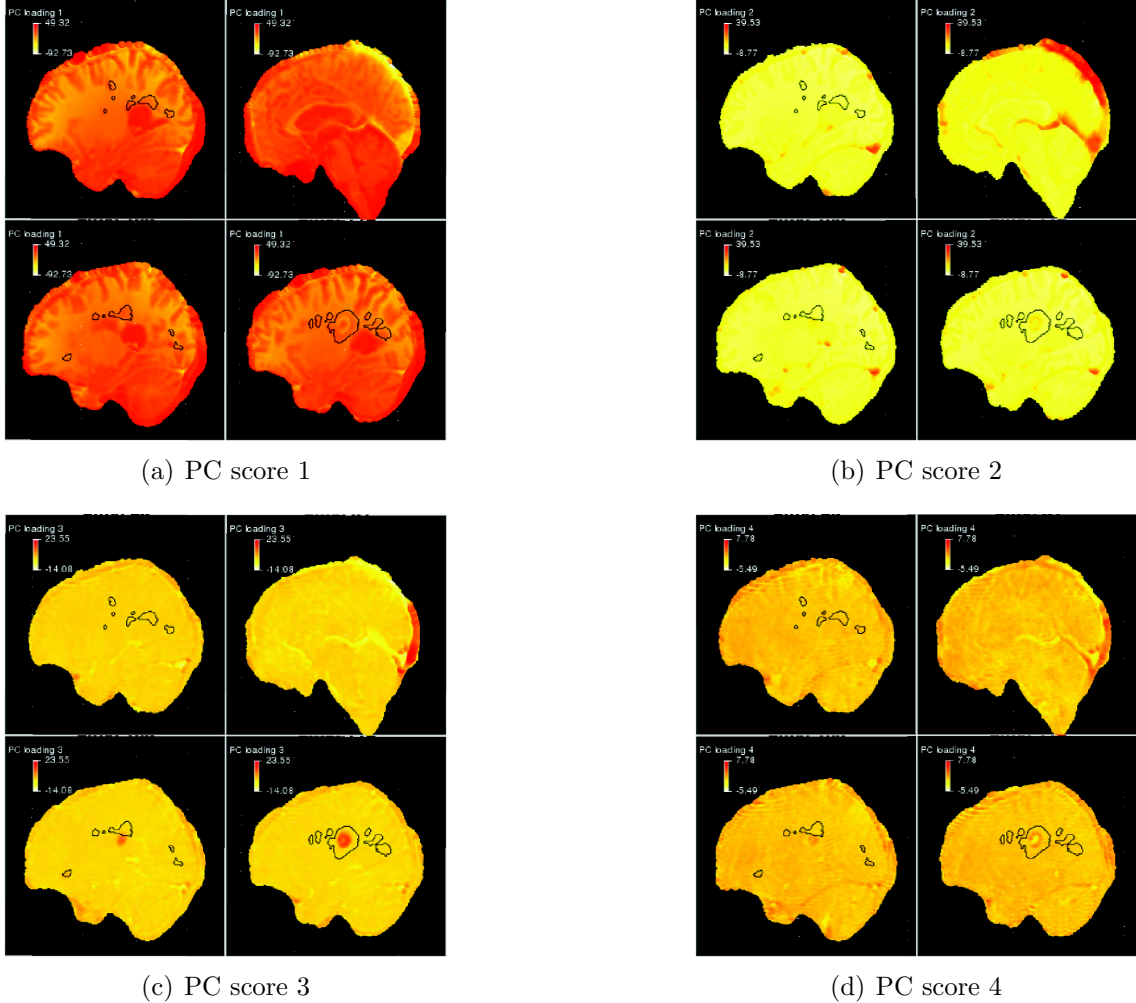 PC loading 1
49.32
-92.73
PC loading 1
49.32
-92.73
PC loading 1
49.32
-92.73
PC loading 1
49.32
-92.73
(a) PC score 1
PC loading 2
39.53
-8.77
PC loading 2
39.53
-8.77
PC loading 2
39.53
-8.77
PC loading 2
39.53
-8.77
(b) PC score 2
PC loading 3
23.55
-14.08
PC loading 3
23.55
-14.08
PC loading 3
23.55
-14.08
PC loading 3
23.55
-14.08
(c) PC score 3
PC loading 4
7.78
-5.49
PC loading 4
7.78
-5.49
PC loading 4
7.78
-5.49
PC loading 4
7.78
-5.49
(d) PC score 4